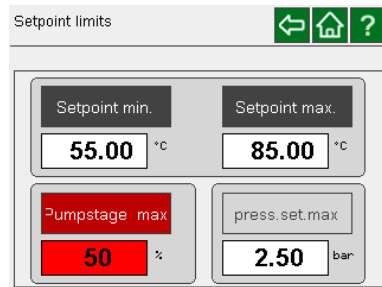 Setpoint limits ?
Setpoint min. Setpoint max.
55.00 °C 85.00 °C
Pumpstage max press.set.max
50 % 2.50 bar